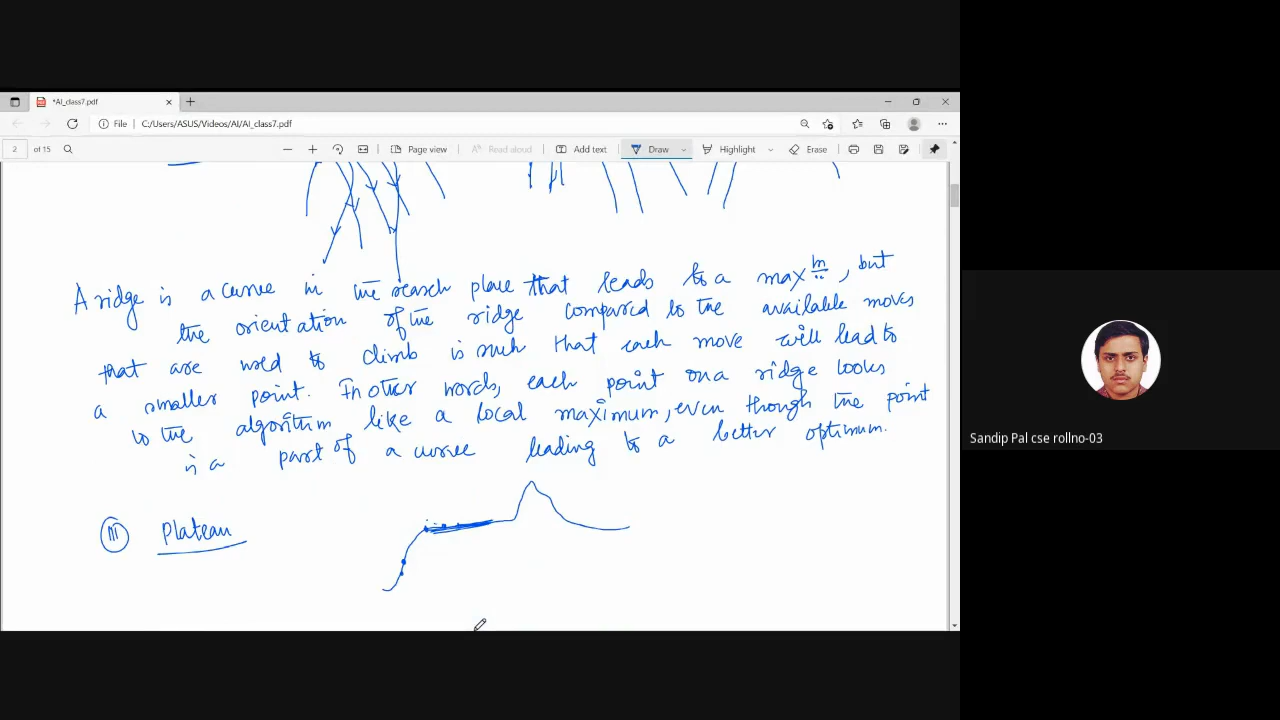 *AI_class7.pdf
File C:/Users/ASUS/Videos/AI/AI_class7.pdf
2 of 15 Page view Read aloud Add text Draw Highlight Erase
A ridge is a curve in the search place that leads to a max m, but
the orientation of the ridge compared to the available moves
that are used to climb is such that each move will lead to
a smaller point. In other words, each point on a ridge looks
to the algorithm like a local maximum, even though the point
is a part of a curve leading to a better optimum.
III Plateau
Sandip Pal cse rollno-03